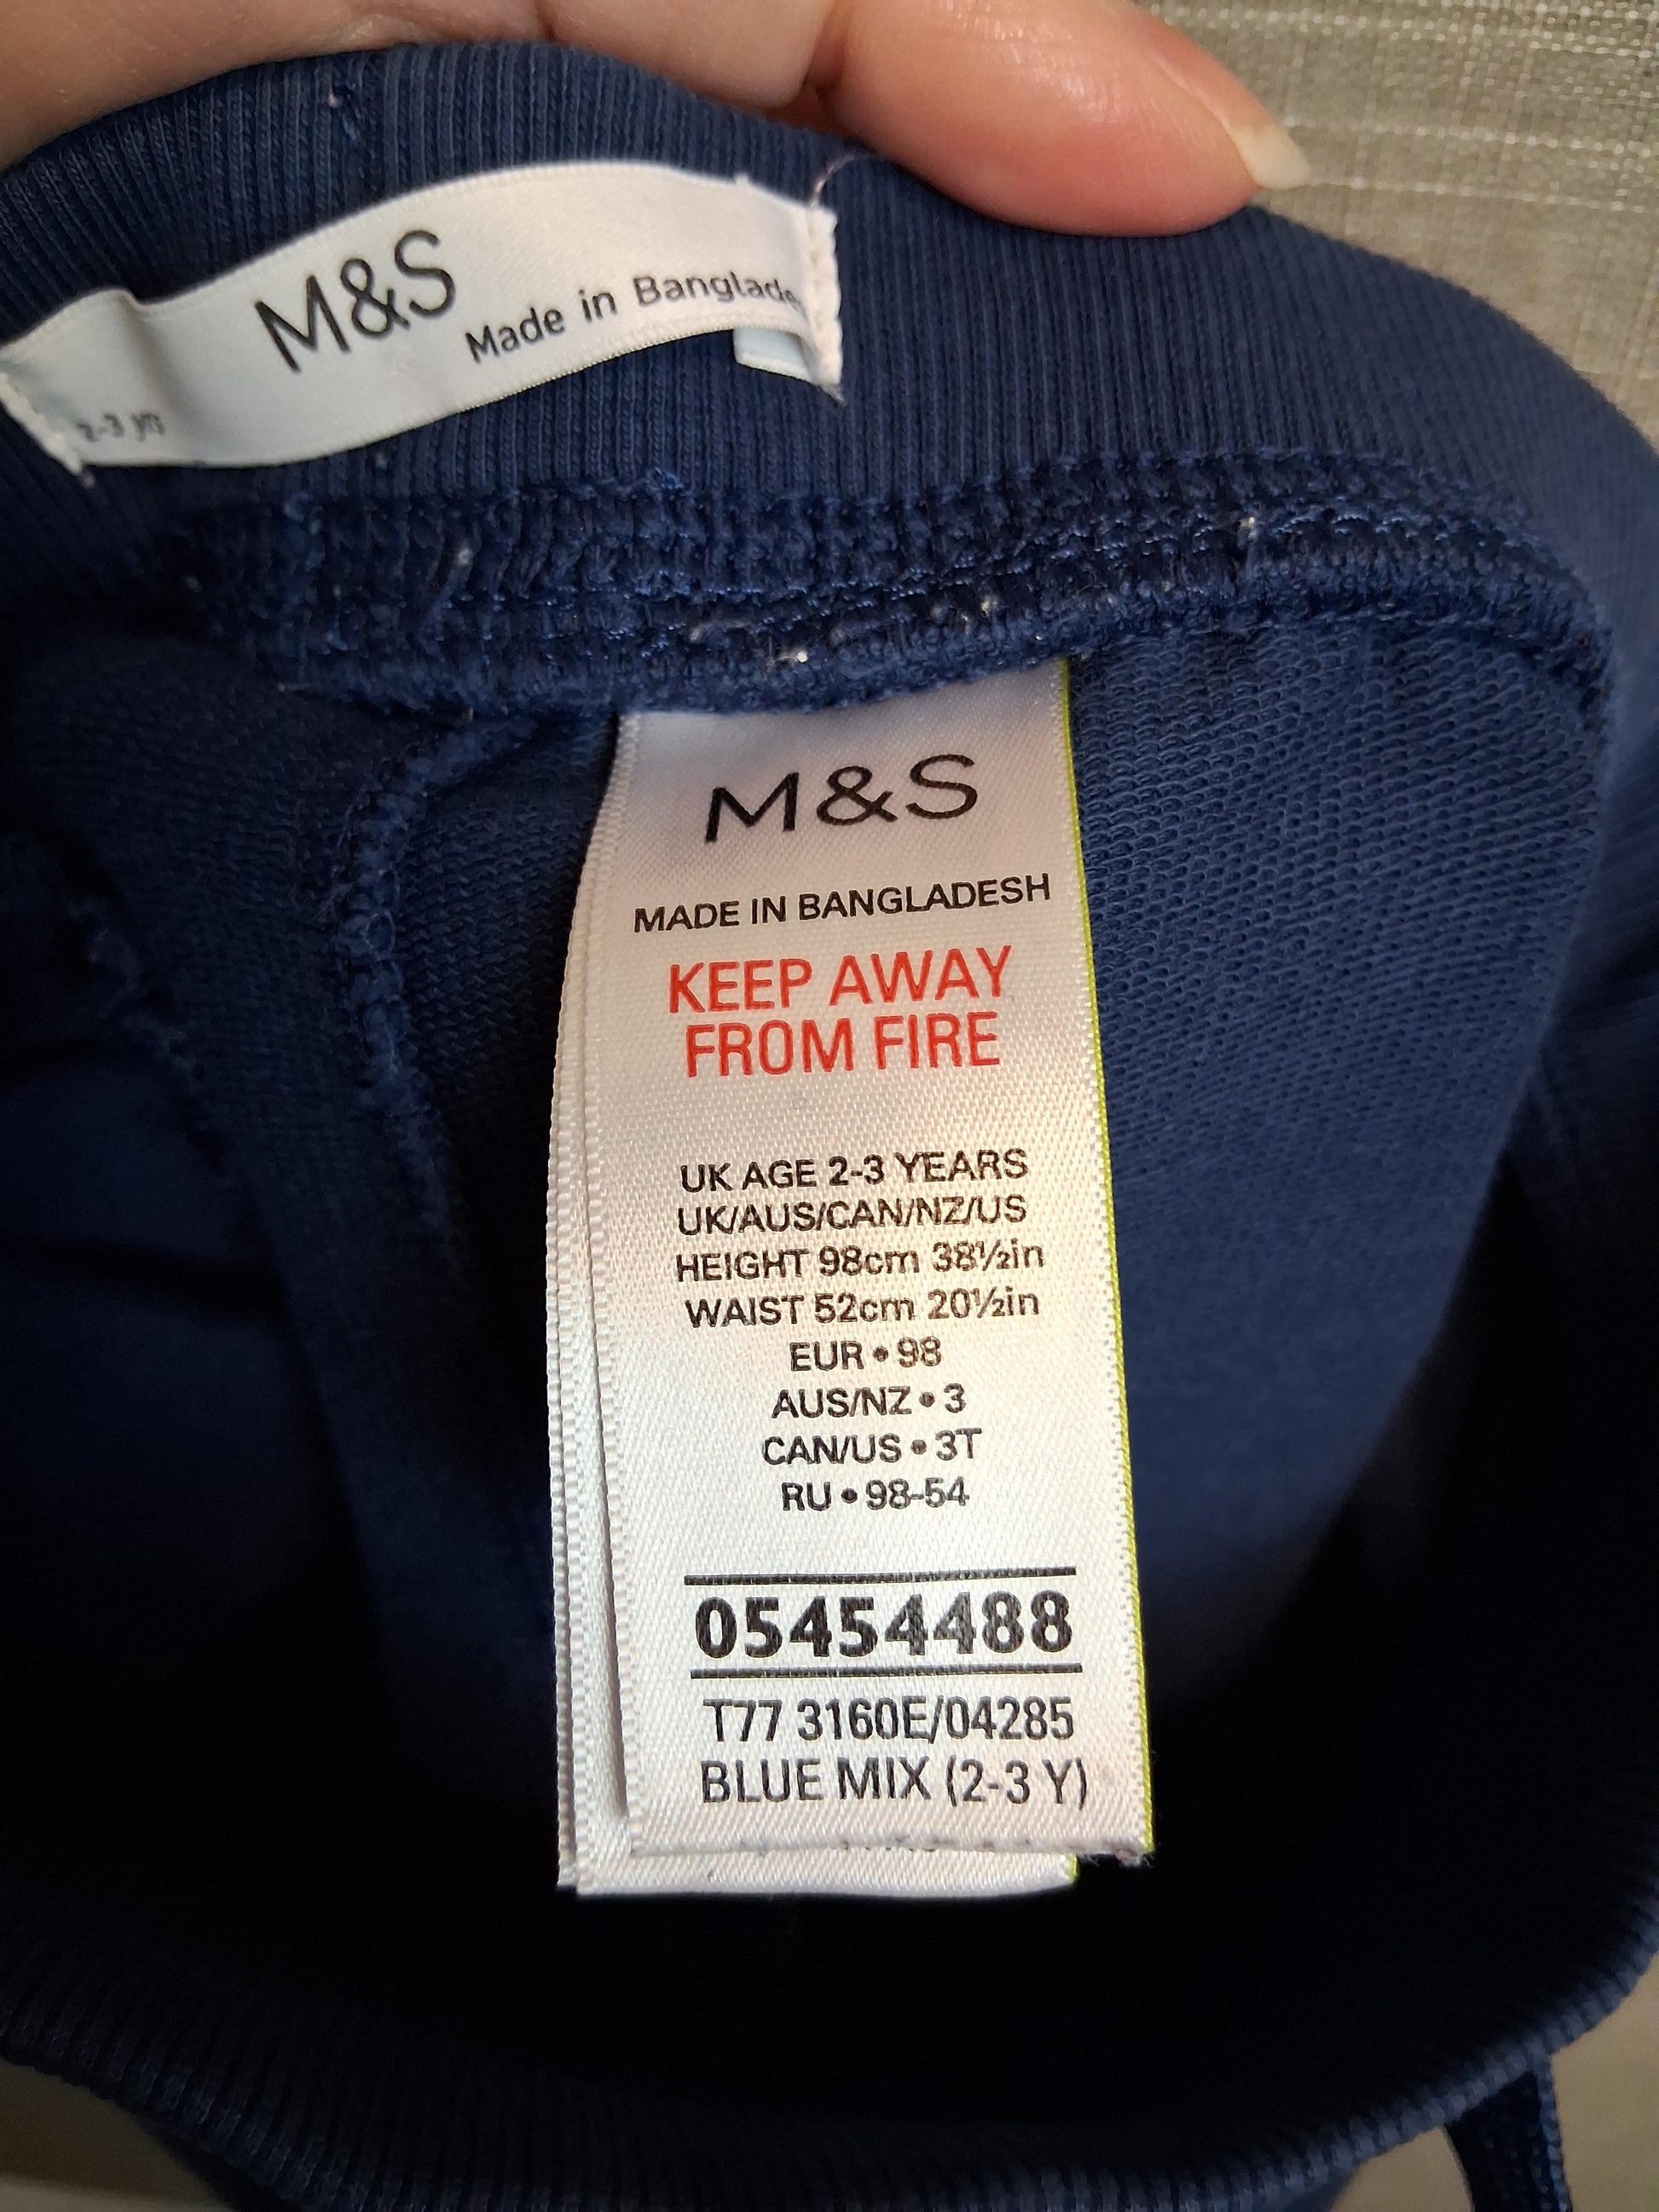 M&S
Made in Banglade
2-3 yrs
M&S
MADE IN BANGLADESH
KEEP AWAY
FROM FIRE
UK AGE 2-3 YEARS
UK/AUS/CAN/NZ/US
HEIGHT 98cm 38½in
WAIST 52cm 20½in
EUR • 98
AUS/NZ • 3
CAN/US • 3T
RU • 98-54
05454488
T77 3160E/04285
BLUE MIX (2-3 Y)